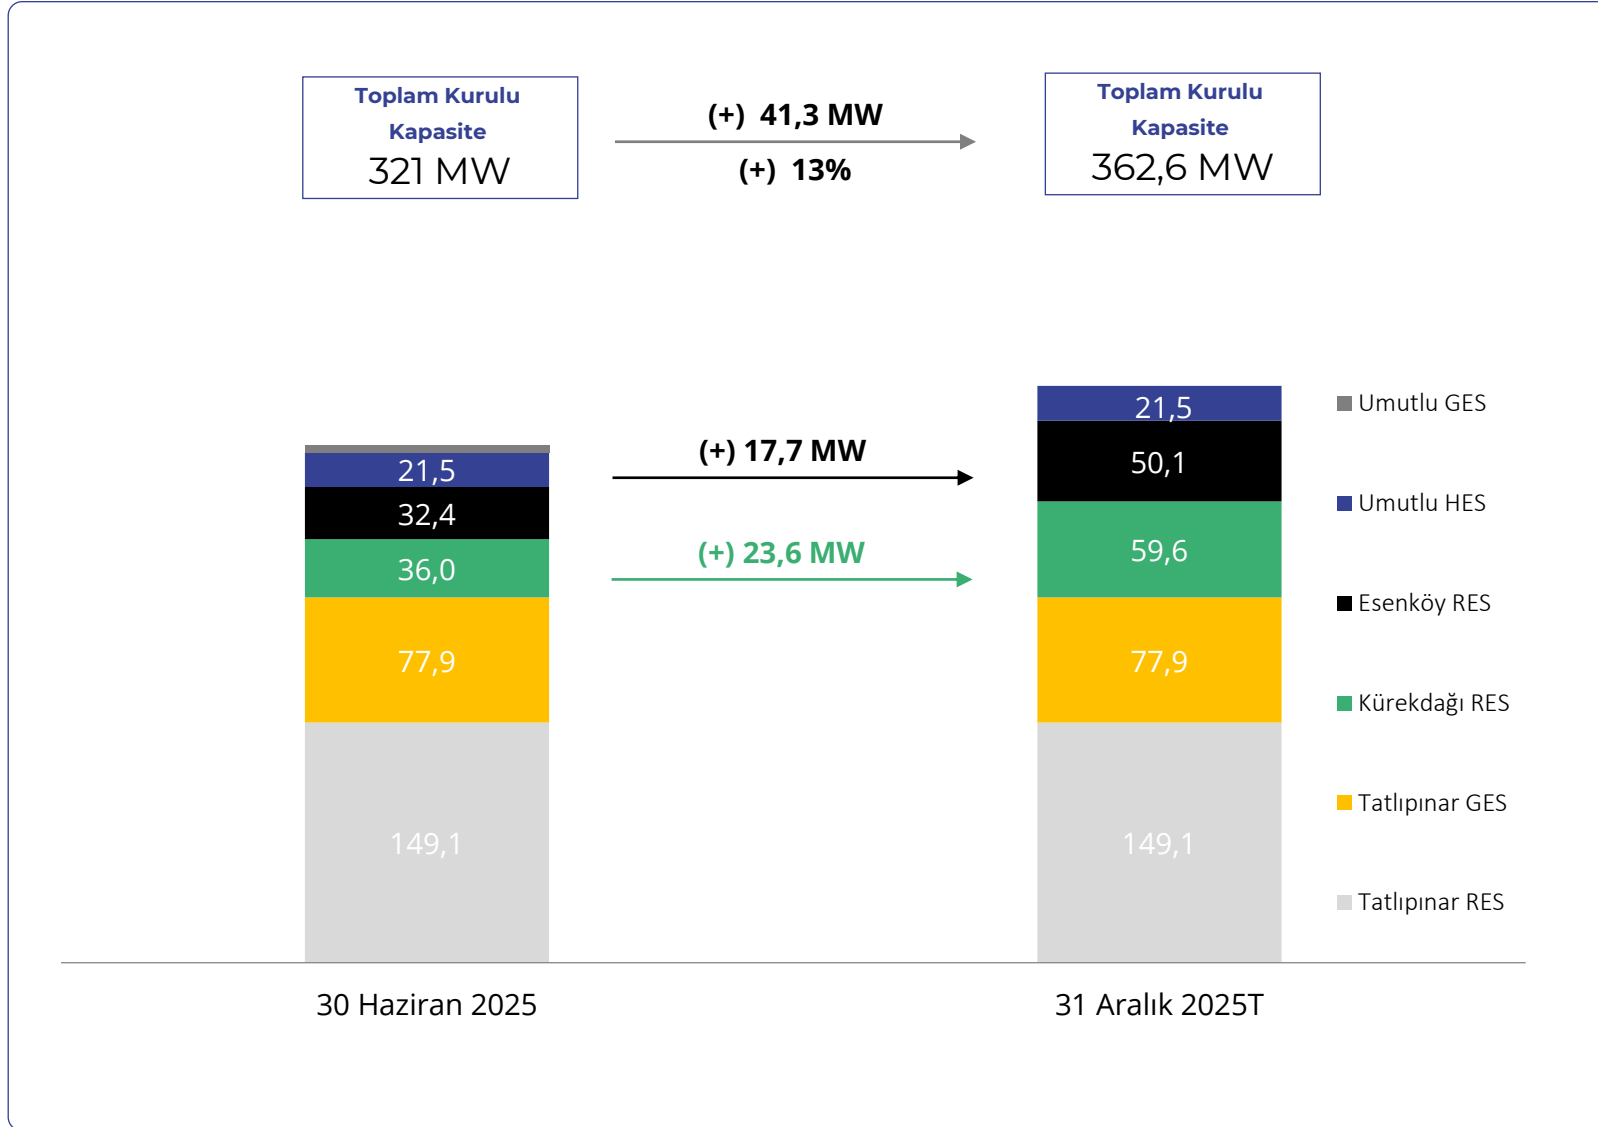 Toplam Kurulu
Kapasite
321 MW
(+)  41,3 MW
(+)  13%
Toplam Kurulu
Kapasite
362,6 MW
21,5
32,4
36,0
77,9
149,1
(+) 17,7 MW
(+) 23,6 MW
21,5
50,1
59,6
77,9
149,1
Umutlu GES
Umutlu HES
Esenköy RES
Kürekdağı RES
Tatlıpınar GES
Tatlıpınar RES
30 Haziran 2025
31 Aralık 2025T